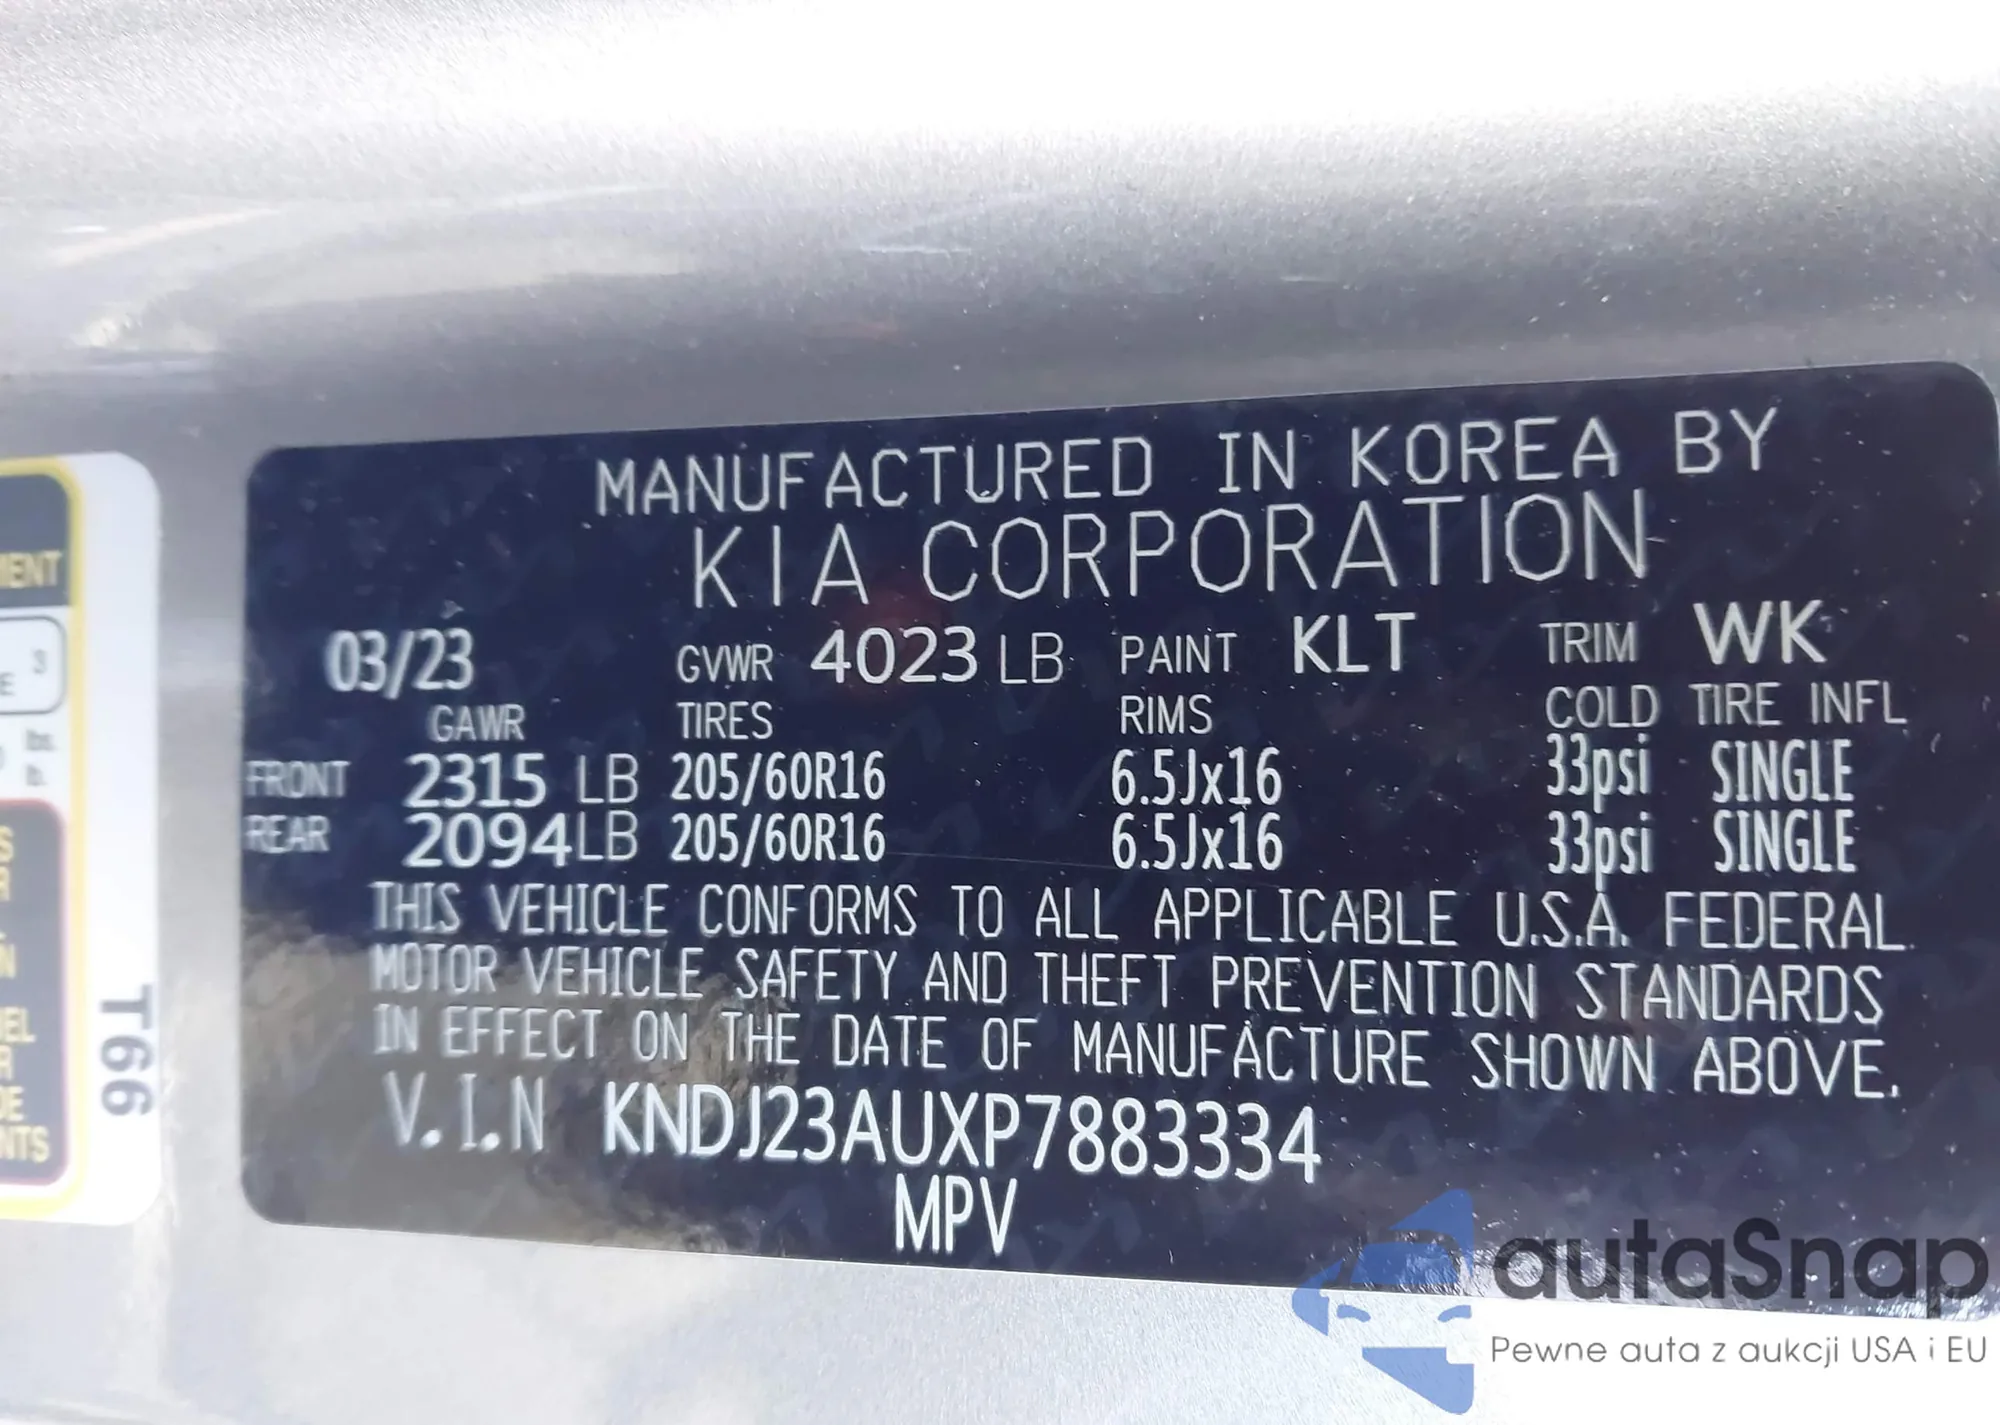 MANUFACTURED IN KOREA BY
KIA CORPORATION
03/23 GVWR 4023 LB PAINT KLT TRIM WK
GAWR TIRES RIMS COLD TIRE INFL
FRONT 2315 LB 205/60R16 6.5Jx16 33psi SINGLE
REAR 2094LB 205/60R16 6.5Jx16 33psi SINGLE
THIS VEHICLE CONFORMS TO ALL APPLICABLE U.S.A. FEDERAL
MOTOR VEHICLE SAFETY AND THEFT PREVENTION STANDARDS
IN EFFECT ON THE DATE OF MANUFACTURE SHOWN ABOVE.
V.I.N KNDJ23AUXP7883334
MPV
T66
3
lbs.
autaSnap
Pewne auta z aukcji USA i EU